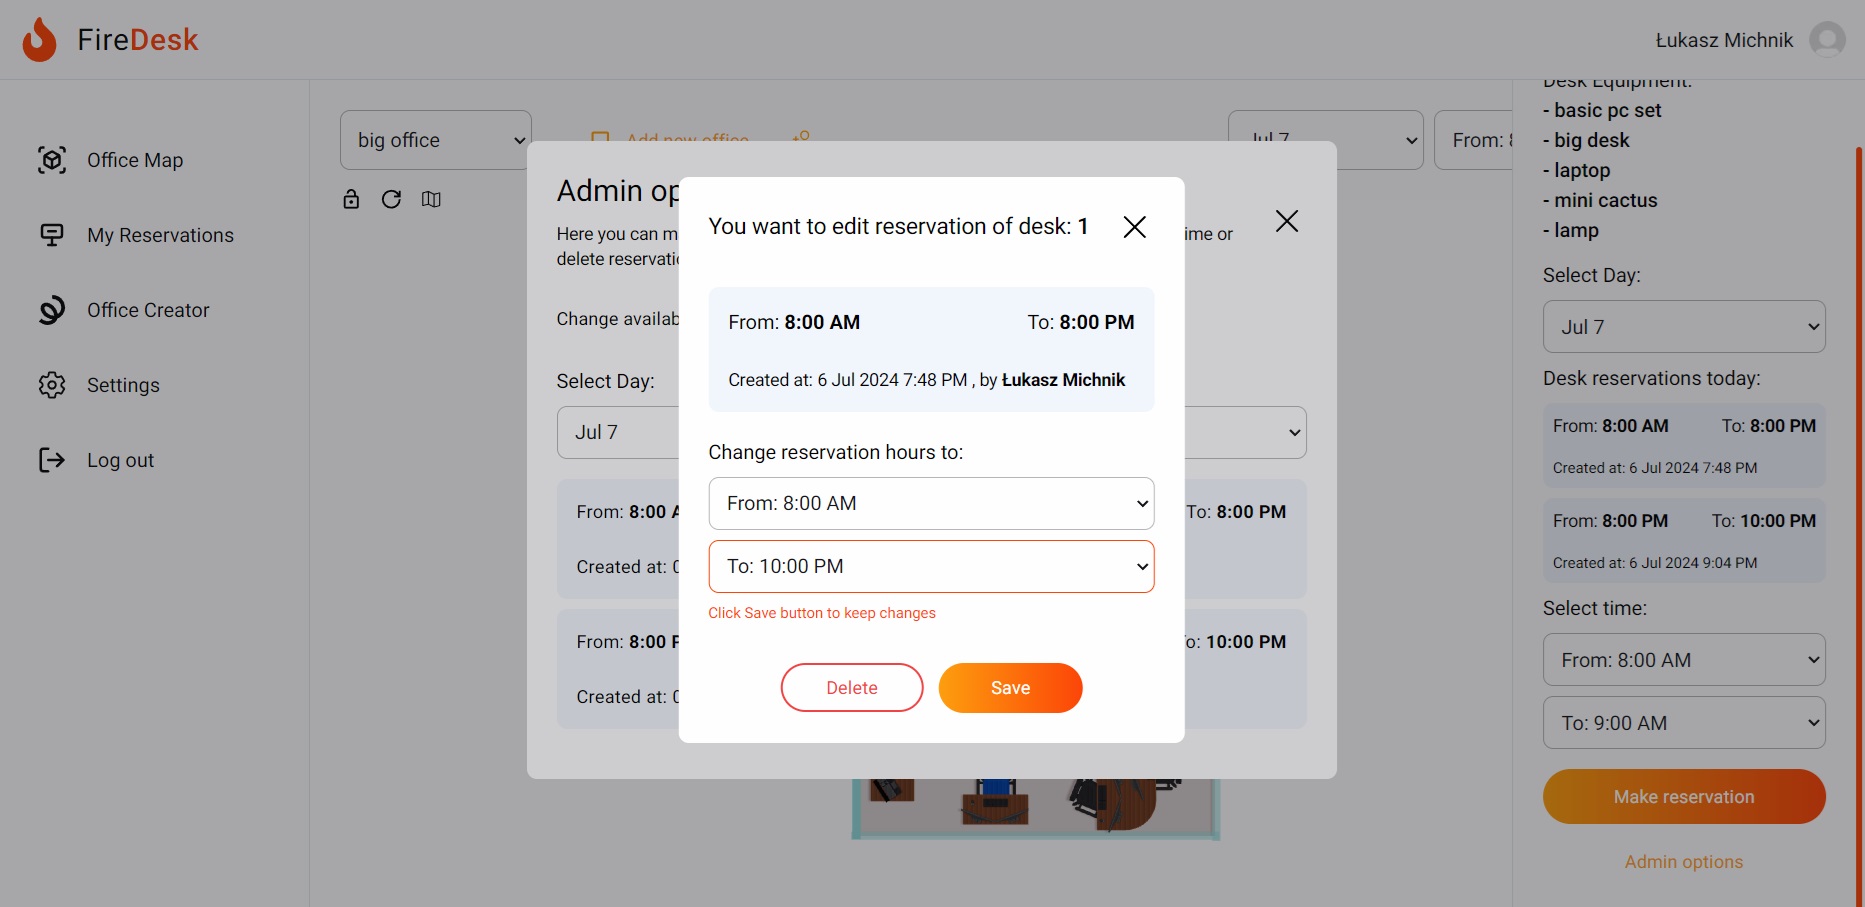 FireDesk
Łukasz Michnik
Office Map
My Reservations
Office Creator
Settings
Log out
big office
Add new office
Jul 7
From:
Admin op
Here you can m
ime or
delete reservati
Change availab
Select Day:
Jul 7
From: 8:00
To: 8:00 PM
Created at:
From: 8:00
To: 10:00 PM
Created at:
You want to edit reservation of desk: 1
From: 8:00 AM
To: 8:00 PM
Created at: 6 Jul 2024 7:48 PM , by Łukasz Michnik
Change reservation hours to:
From: 8:00 AM
To: 10:00 PM
Click Save button to keep changes
Delete
Save
Desk Equipment:
- basic pc set
- big desk
- laptop
- mini cactus
- lamp
Select Day:
Jul 7
Desk reservations today:
From: 8:00 AM
To: 8:00 PM
Created at: 6 Jul 2024 7:48 PM
From: 8:00 PM
To: 10:00 PM
Created at: 6 Jul 2024 9:04 PM
Select time:
From: 8:00 AM
To: 9:00 AM
Make reservation
Admin options